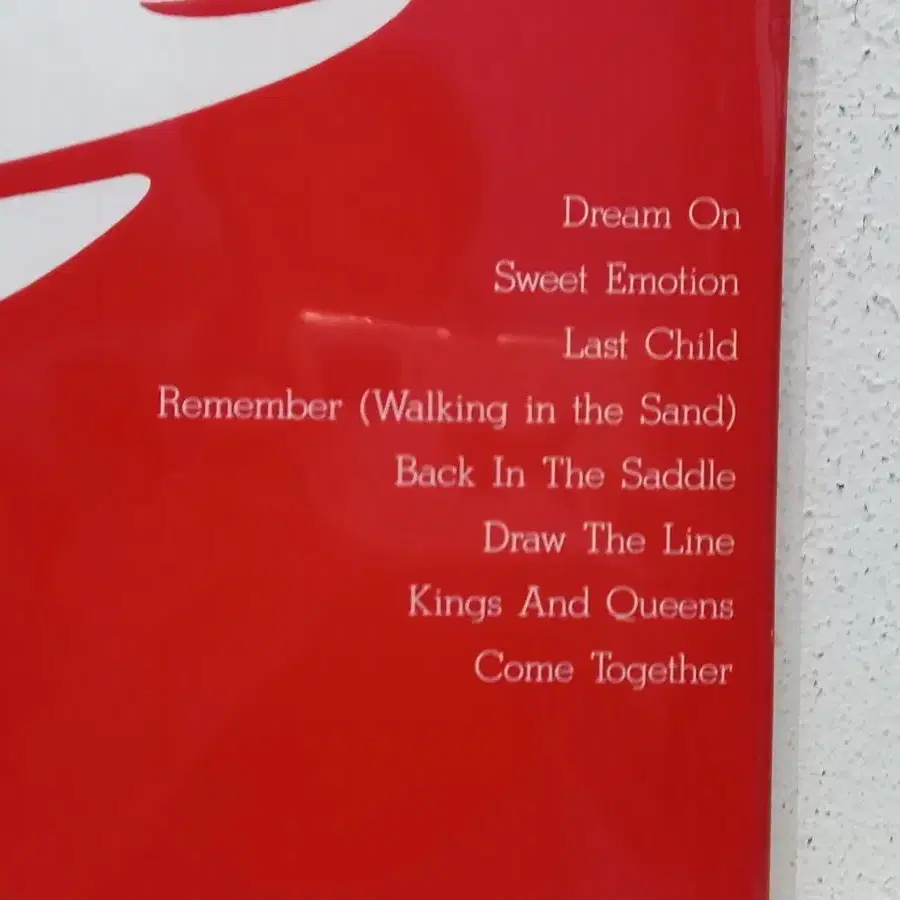 Dream On
Sweet Emotion
Last Child
Remember (Walking in the Sand)
Back In The Saddle
Draw The Line
Kings And Queens
Come Together